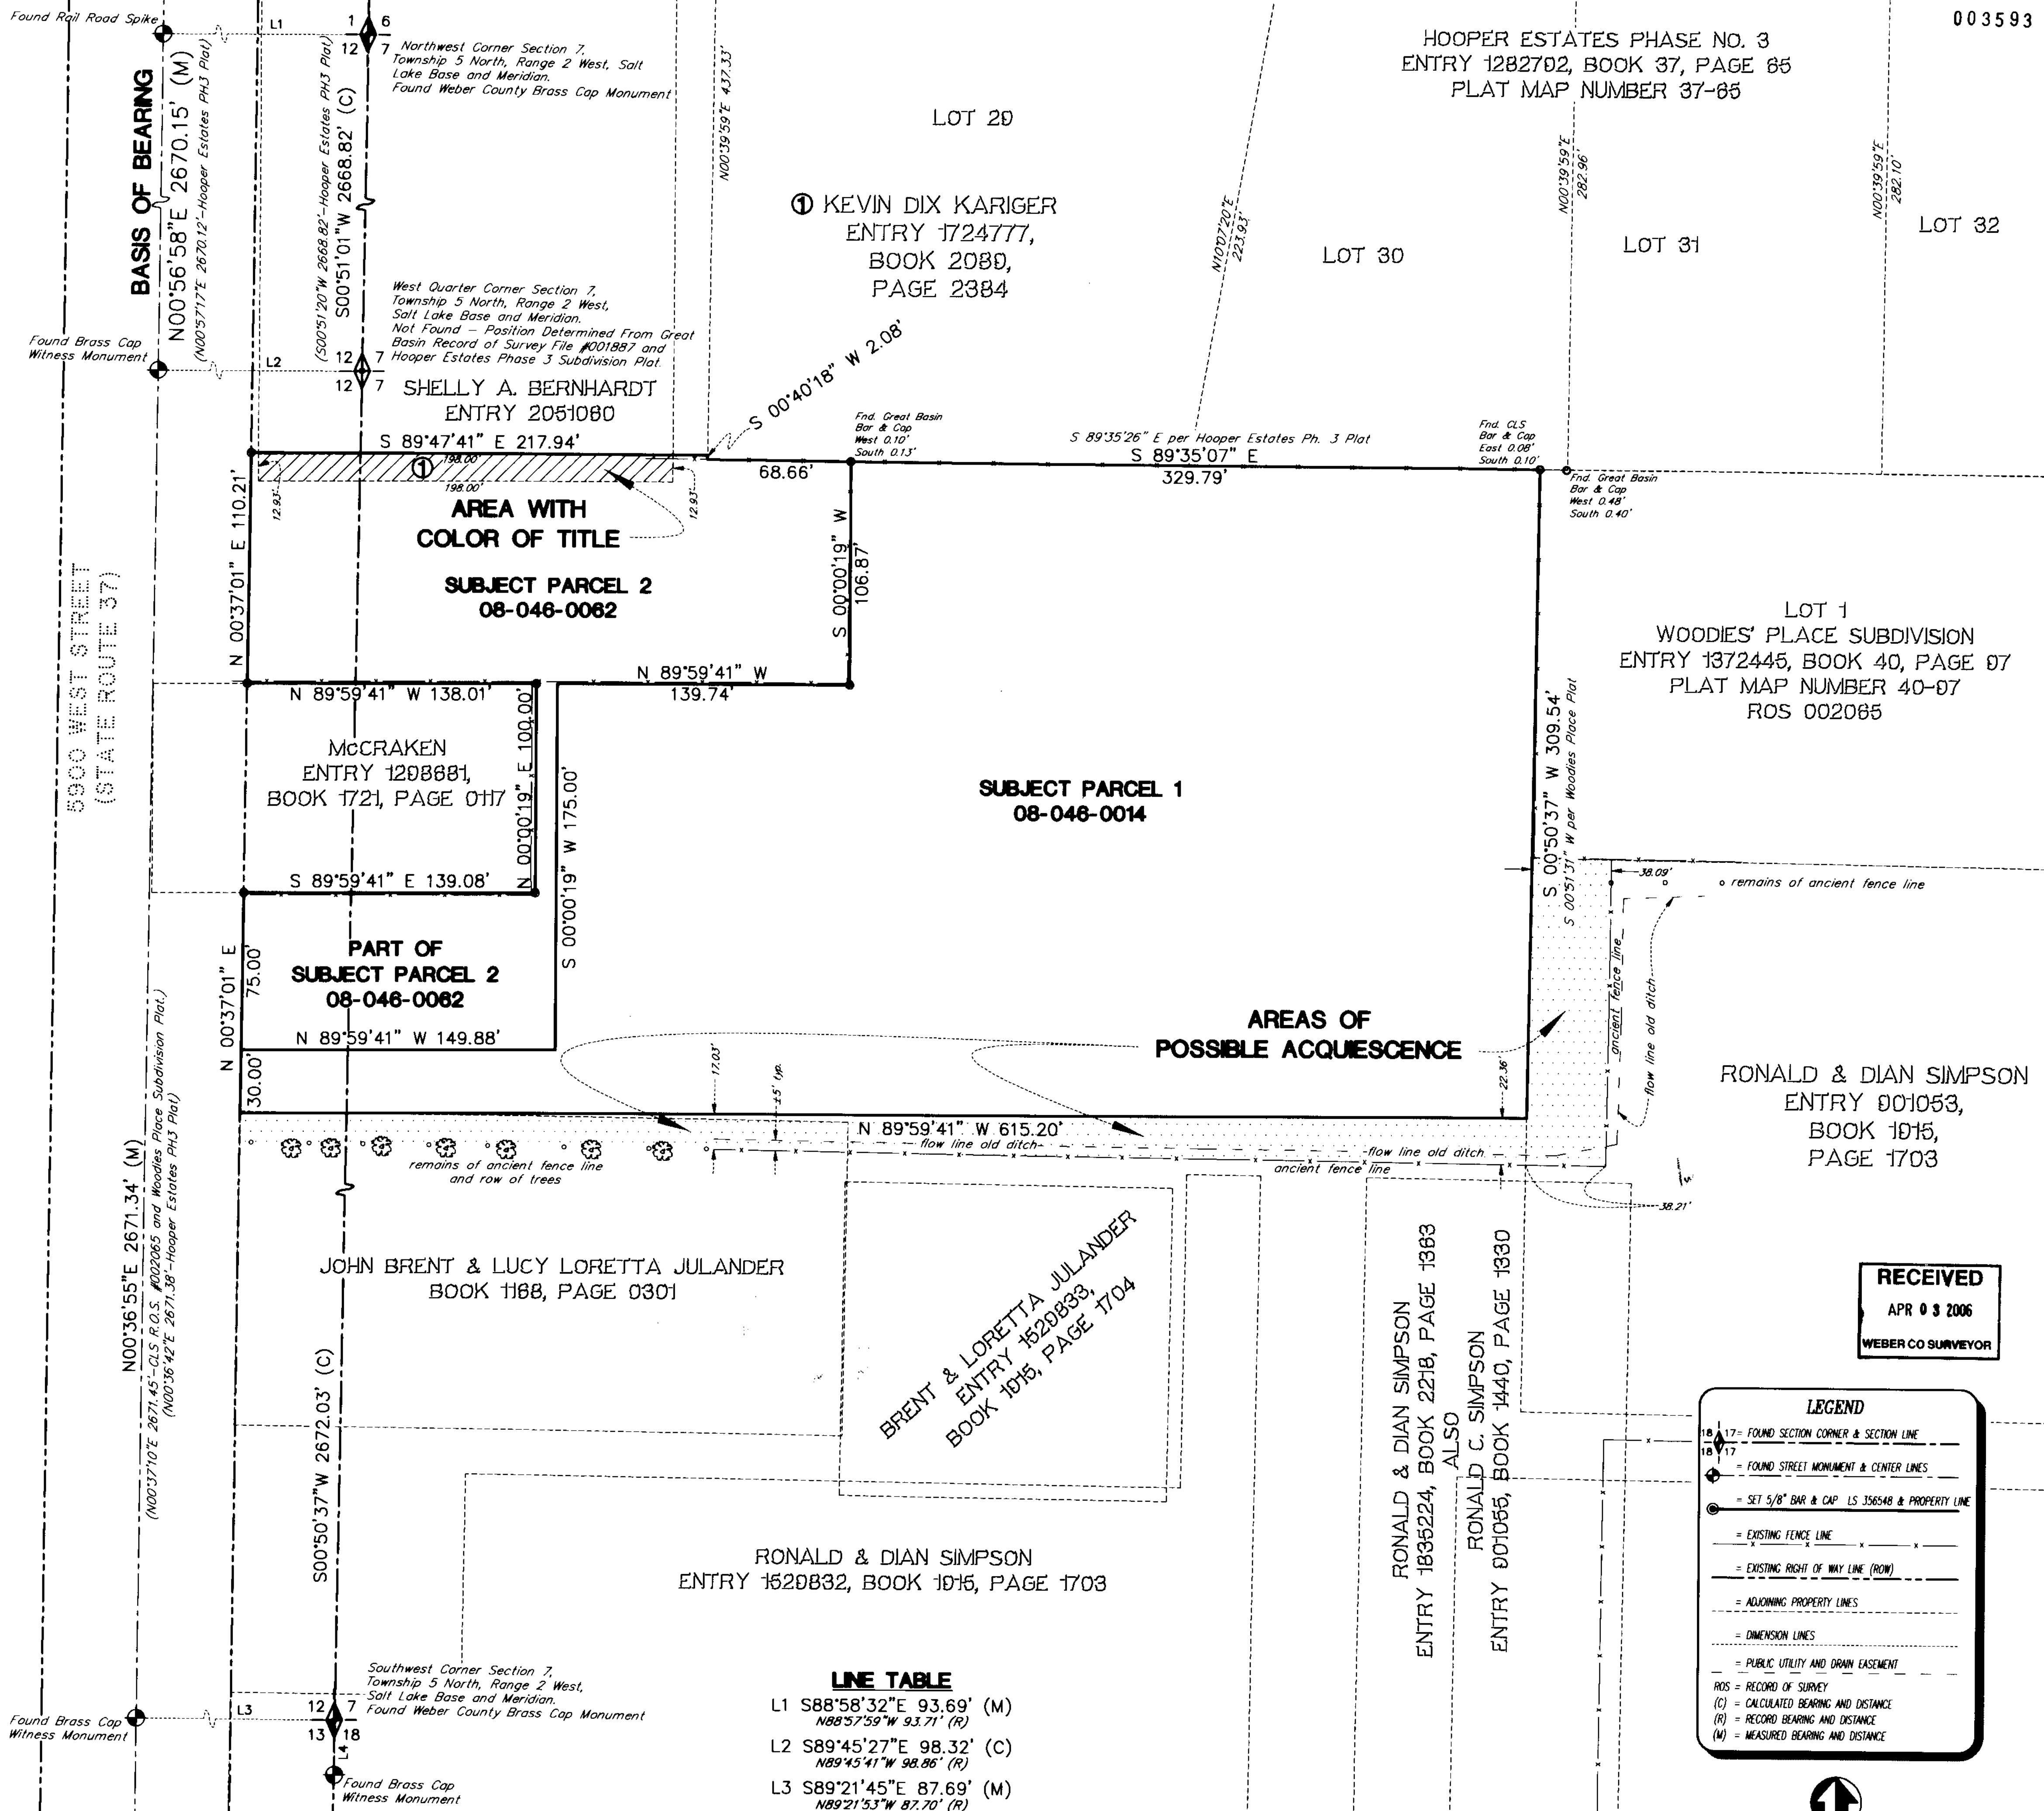 003593
Found Rail Road Spike
L1
1 6
12 7
Northwest Corner Section 7,
Township 5 North, Range 2 West, Salt
Lake Base and Meridian.
Found Weber County Brass Cap Monument
BASIS OF BEARING
N00°56'58"E 2670.15' (M)
(N00°57'17"E 2670.12'-Hooper Estates PH3 Plat)
(S00°51'20"W 2668.82'-Hooper Estates PH3 Plat)
S00°51'01"W 2668.82' (C)
N00°39'59"E 437.33'
LOT 29
HOOPER ESTATES PHASE NO. 3
ENTRY 1282702, BOOK 37, PAGE 65
PLAT MAP NUMBER 37-65
① KEVIN DIX KARIGER
ENTRY 1724777,
BOOK 2080,
PAGE 2384
N10°07'20"E
223.93'
LOT 30
N00°39'59"E
282.96'
LOT 31
N00°39'59"E
282.10'
LOT 32
West Quarter Corner Section 7,
Township 5 North, Range 2 West,
Salt Lake Base and Meridian.
Not Found – Position Determined From Great
Basin Record of Survey File #001887 and
Hooper Estates Phase 3 Subdivision Plat.
Found Brass Cap
Witness Monument
L2
12 7
12 7
SHELLY A. BERNHARDT
ENTRY 2051060
S 00°40'18" W 2.08'
S 89°47'41" E 217.94'
198.00'
①
198.00'
12.93'
12.93'
68.66'
Fnd. Great Basin
Bar & Cap
West 0.10'
South 0.13'
S 89°35'26" E per Hooper Estates Ph. 3 Plat
S 89°35'07" E
329.79'
Fnd. CLS
Bar & Cap
East 0.08'
South 0.10'
Fnd. Great Basin
Bar & Cap
West 0.48'
South 0.40'
N 00°37'01" E 110.21'
AREA WITH
COLOR OF TITLE
SUBJECT PARCEL 2
08-046-0062
S 00°00'19" W
106.87'
5900 WEST STREET
(STATE ROUTE 37)
N 89°59'41" W 138.01'
N 89°59'41" W
139.74'
McCRAKEN
ENTRY 1298681,
BOOK 1721, PAGE 0117
N 00°00'19" E 100.00'
S 00°00'19" W 175.00'
SUBJECT PARCEL 1
08-046-0014
LOT 1
WOODIES' PLACE SUBDIVISION
ENTRY 1372445, BOOK 40, PAGE 97
PLAT MAP NUMBER 40-97
ROS 002065
S 00°50'37" W 309.54'
S 00°51'31" W per Woodies Place Plat
38.09'
remains of ancient fence line
S 89°59'41" E 139.08'
N 00°37'01" E
75.00'
PART OF
SUBJECT PARCEL 2
08-046-0062
N 89°59'41" W 149.88'
30.00'
AREAS OF
POSSIBLE ACQUIESCENCE
ancient fence line
flow line old ditch
17.03'
±5' typ.
22.36'
N 89°59'41" W 615.20'
flow line old ditch
flow line old ditch
ancient fence line
38.21'
remains of ancient fence line
and row of trees
RONALD & DIAN SIMPSON
ENTRY 901053,
BOOK 1915,
PAGE 1703
N00°36'55"E 2671.34' (M)
(N00°37'10"E 2671.45'-CLS R.O.S. #002065 and Woodies Place Subdivision Plat.)
(N00°36'42"E 2671.38'-Hooper Estates PH3 Plat)
S00°50'37"W 2672.03' (C)
JOHN BRENT & LUCY LORETTA JULANDER
BOOK 1168, PAGE 0301
BRENT & LORETTA JULANDER
ENTRY 1529833,
BOOK 1915, PAGE 1704
RONALD & DIAN SIMPSON
ENTRY 1835224, BOOK 2218, PAGE 1363
ALSO
RONALD C. SIMPSON
ENTRY 901055, BOOK 1440, PAGE 1330
RECEIVED
APR 03 2006
WEBER CO SURVEYOR
RONALD & DIAN SIMPSON
ENTRY 1529832, BOOK 1915, PAGE 1703
LEGEND
18 17 = FOUND SECTION CORNER & SECTION LINE
18 17
= FOUND STREET MONUMENT & CENTER LINES
= SET 5/8" BAR & CAP LS 356548 & PROPERTY LINE
= EXISTING FENCE LINE
= EXISTING RIGHT OF WAY LINE (ROW)
= ADJOINING PROPERTY LINES
= DIMENSION LINES
= PUBLIC UTILITY AND DRAIN EASEMENT
ROS = RECORD OF SURVEY
(C) = CALCULATED BEARING AND DISTANCE
(R) = RECORD BEARING AND DISTANCE
(M) = MEASURED BEARING AND DISTANCE
Southwest Corner Section 7,
Township 5 North, Range 2 West,
Salt Lake Base and Meridian.
Found Weber County Brass Cap Monument
Found Brass Cap
Witness Monument
L3
12 7
13 18
L4
Found Brass Cap
Witness Monument
LINE TABLE
L1 S88°58'32"E 93.69' (M)
N88°57'59"W 93.71' (R)
L2 S89°45'27"E 98.32' (C)
N89°45'41"W 98.86' (R)
L3 S89°21'45"E 87.69' (M)
N89°21'53"W 87.70' (R)